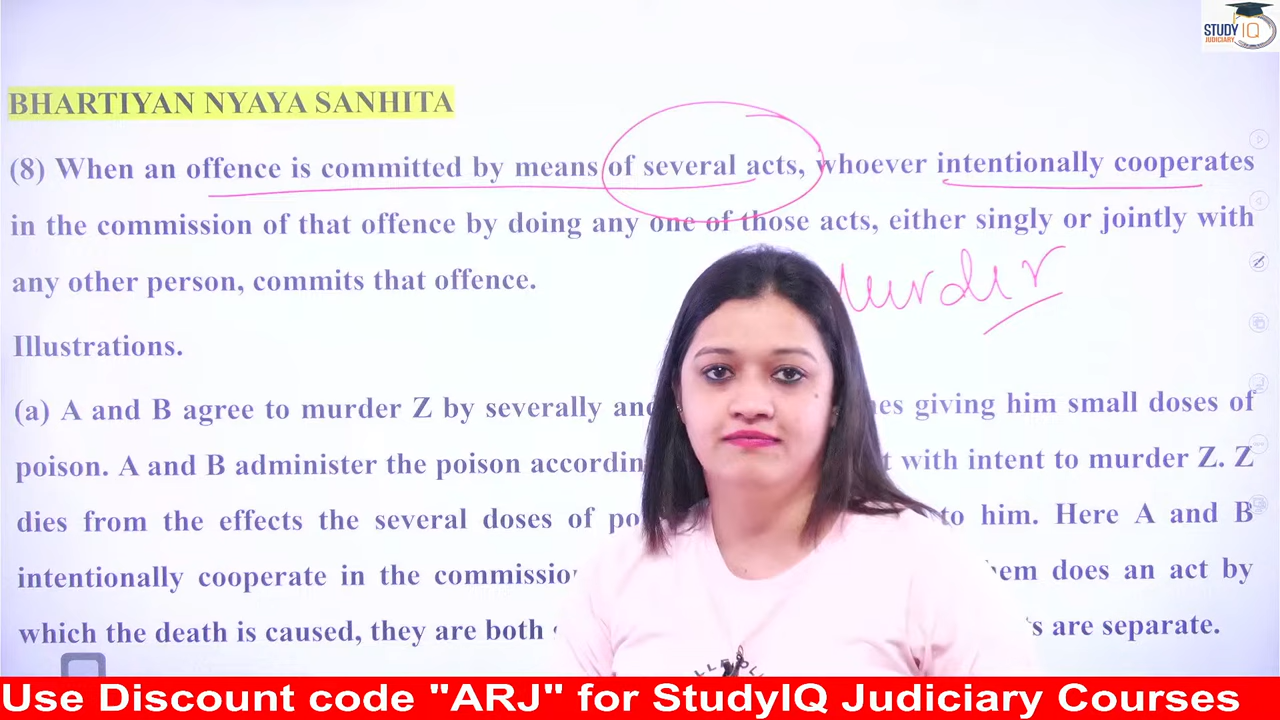 STUDY IQ
JUDICIARY
BHARTIYAN NYAYA SANHITA
(8) When an offence is committed by means of several acts, whoever intentionally cooperates
in the commission of that offence by doing any one of those acts, either singly or jointly with
any other person, commits that offence.
Murder
Illustrations.
(a) A and B agree to murder Z by severally giving him small doses of
poison. A and B administer the poison with intent to murder Z. Z
dies from the effects the several doses of to him. Here A and B
intentionally cooperate in the does an act by
which the death is caused, they are both are separate.
Use Discount code "ARJ" for StudyIQ Judiciary Courses